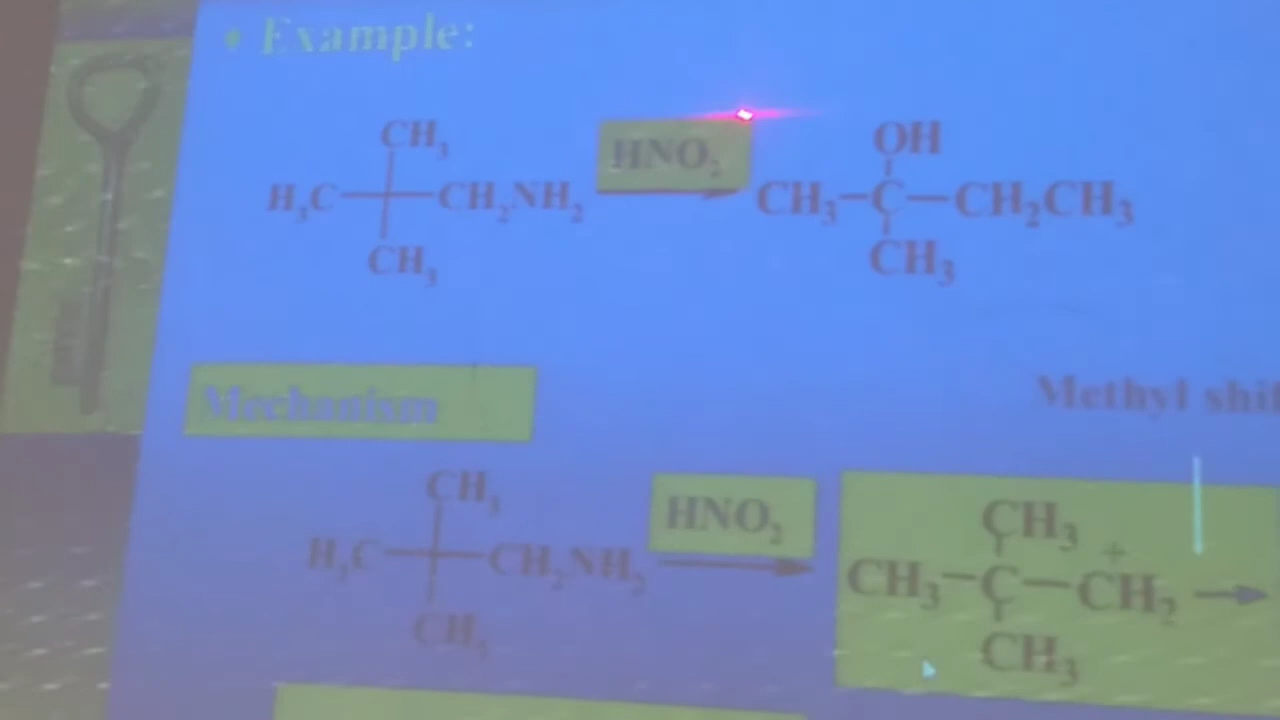 • Example:
CH₃ HNO₂ OH
H₃C—CH₂NH₂ CH₃—C—CH₂CH₃
CH₃ CH₃
Mechanism Methyl
CH₃ HNO₂ CH₃
H₃C—CH₂NH₂ CH₃—C—CH₂ +
CH₃ CH₃